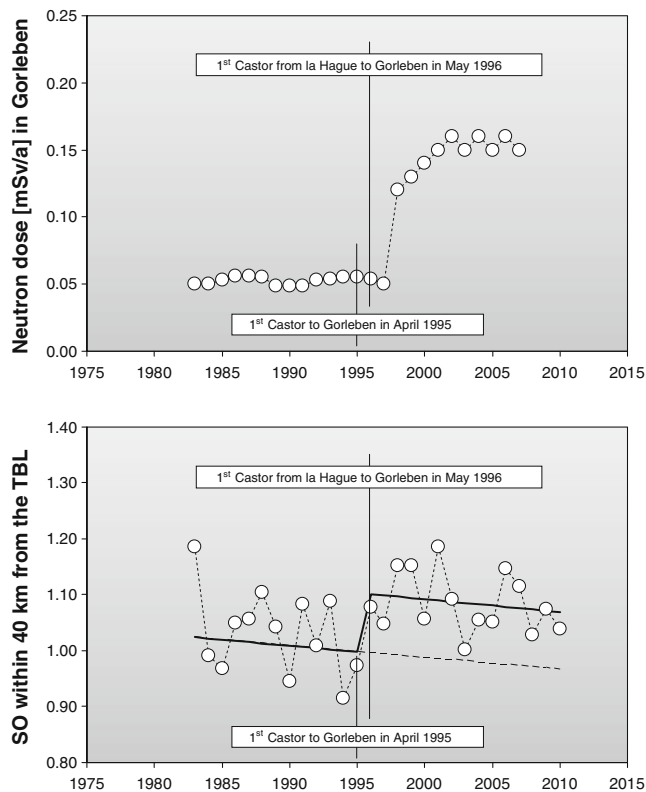 Neutron dose [mSv/a] in Gorleben
0.25
0.20
0.15
0.10
0.05
0.00
1st Castor from la Hague to Gorleben in May 1996
1st Castor to Gorleben in April 1995
1975 1980 1985 1990 1995 2000 2005 2010 2015
SO within 40 km from the TBL
1.40
1.30
1.20
1.10
1.00
0.90
0.80
1st Castor from la Hague to Gorleben in May 1996
1st Castor to Gorleben in April 1995
1975 1980 1985 1990 1995 2000 2005 2010 2015